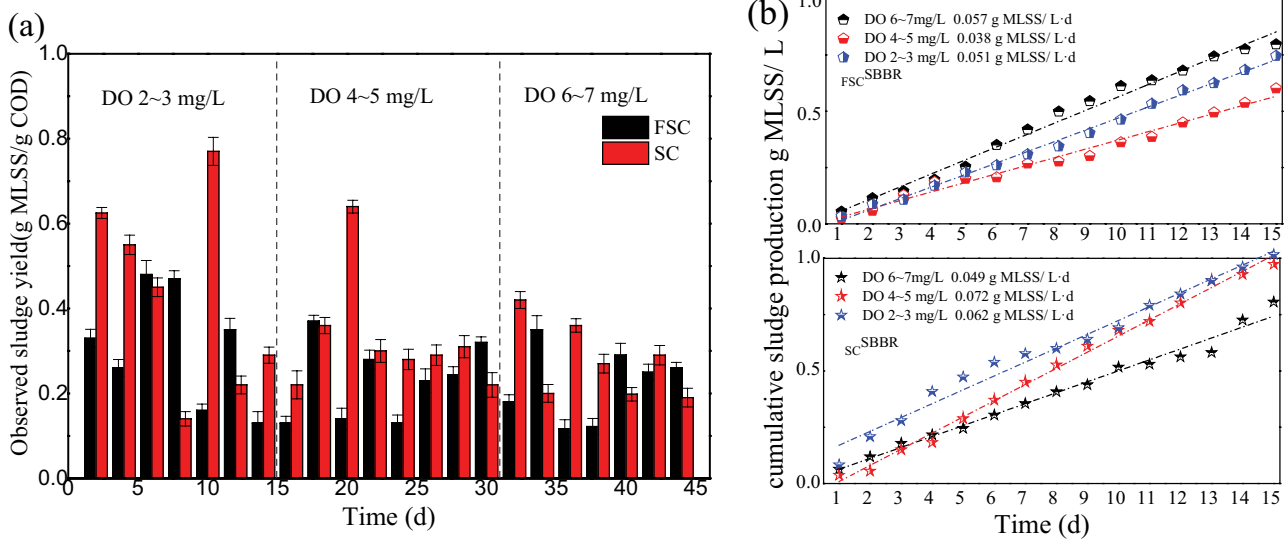 (a)
Observed sludge yield(g MLSS/g COD)
1.0
0.8
0.6
0.4
0.2
0.0
DO 2~3 mg/L
DO 4~5 mg/L
DO 6~7 mg/L
FSC
SC
0 5 10 15 20 25 30 35 40 45
Time (d)
(b)
cumulative sludge production g MLSS/ L
1.0
0.5
0.0
DO 6~7mg/L 0.057 g MLSS/ L·d
DO 4~5 mg/L 0.038 g MLSS/ L·d
DO 2~3 mg/L 0.051 g MLSS/ L·d
FSC SBBR
1 2 3 4 5 6 7 8 9 10 11 12 13 14 15
1.0
0.5
0.0
DO 6~7mg/L 0.049 g MLSS/ L·d
DO 4~5 mg/L 0.072 g MLSS/ L·d
DO 2~3 mg/L 0.062 g MLSS/ L·d
SC SBBR
1 2 3 4 5 6 7 8 9 10 11 12 13 14 15
Time (d)